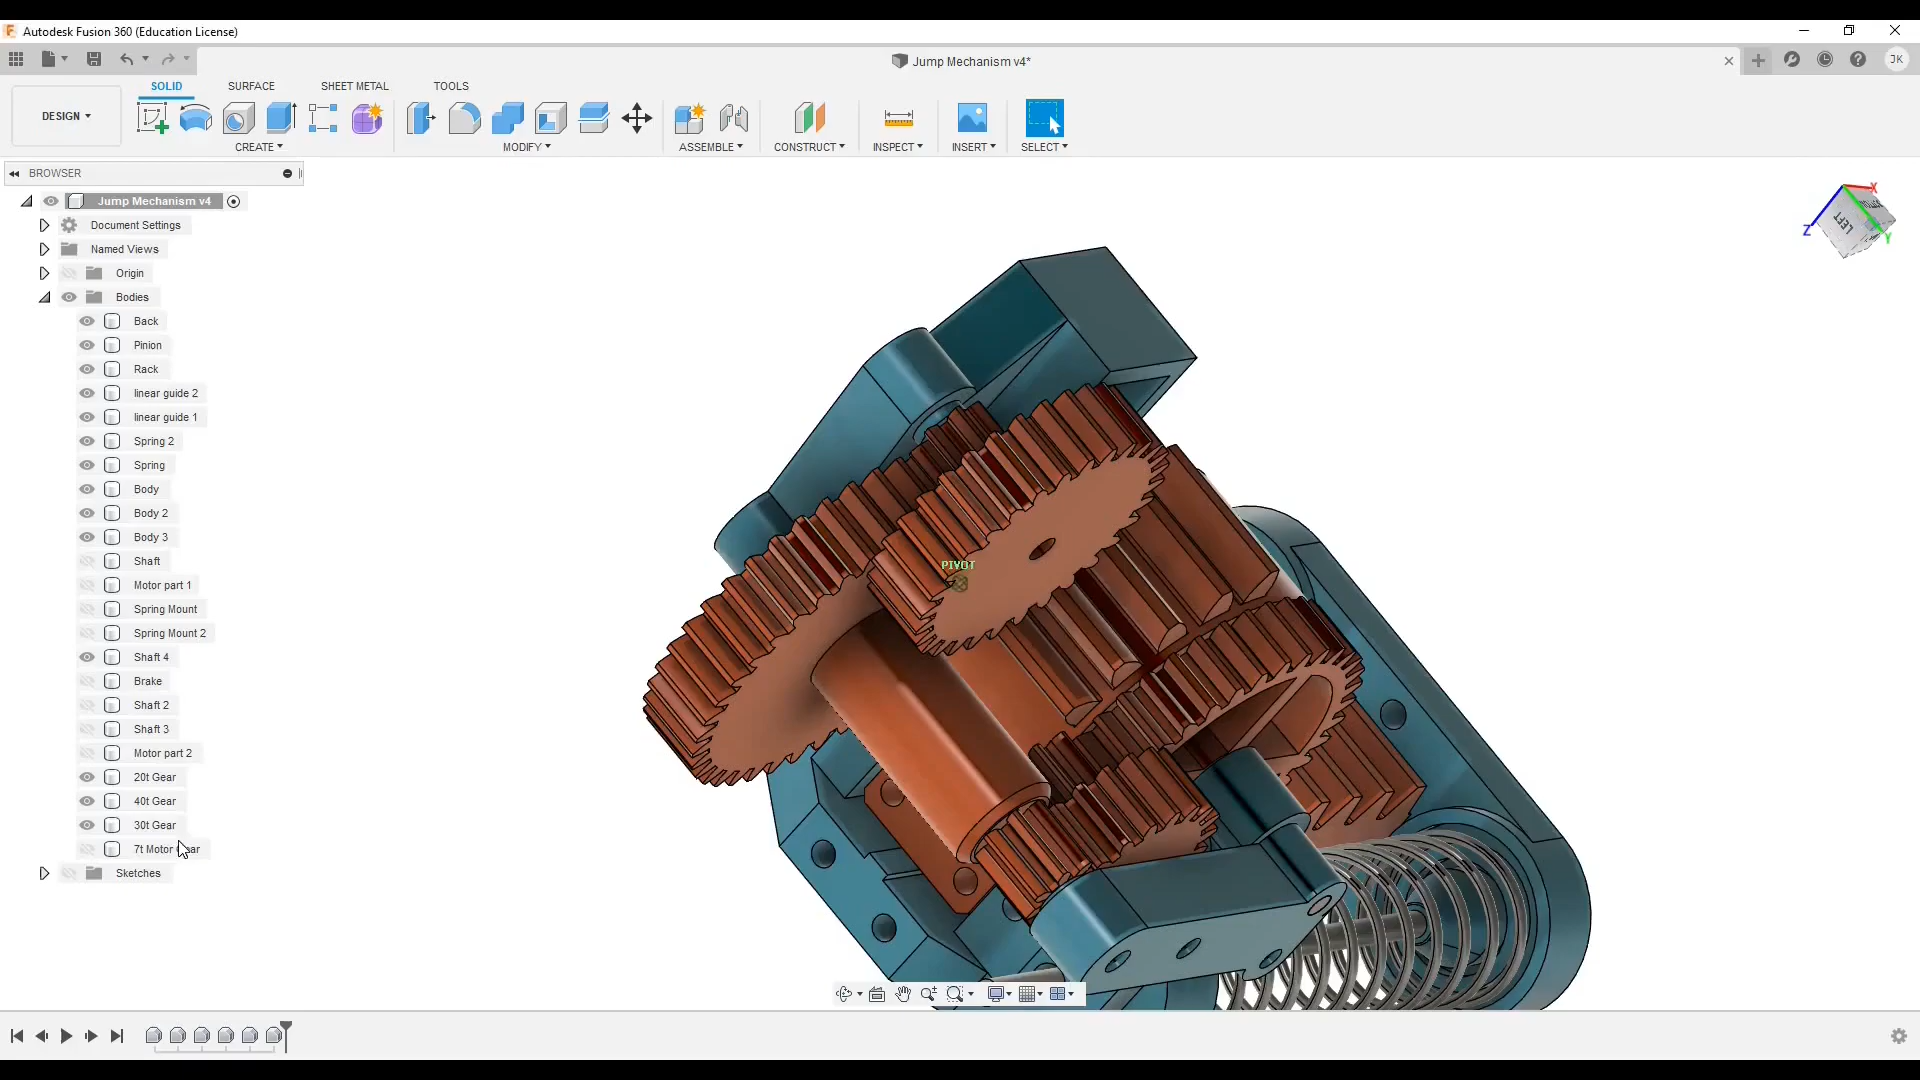 Autodesk Fusion 360 (Education License)
Jump Mechanism v4*
JK
SOLID SURFACE SHEET METAL TOOLS
DESIGN
CREATE MODIFY ASSEMBLE CONSTRUCT INSPECT INSERT SELECT
BROWSER
Jump Mechanism v4
Document Settings
Named Views
Origin
Bodies
Back
Pinion
Rack
linear guide 2
linear guide 1
Spring 2
Spring
Body
Body 2
Body 3
Shaft
Motor part 1
Spring Mount
Spring Mount 2
Shaft 4
Brake
Shaft 2
Shaft 3
Motor part 2
20t Gear
40t Gear
30t Gear
7t Motor
Sketches
PIVOT
X
LEFT
Z
Y